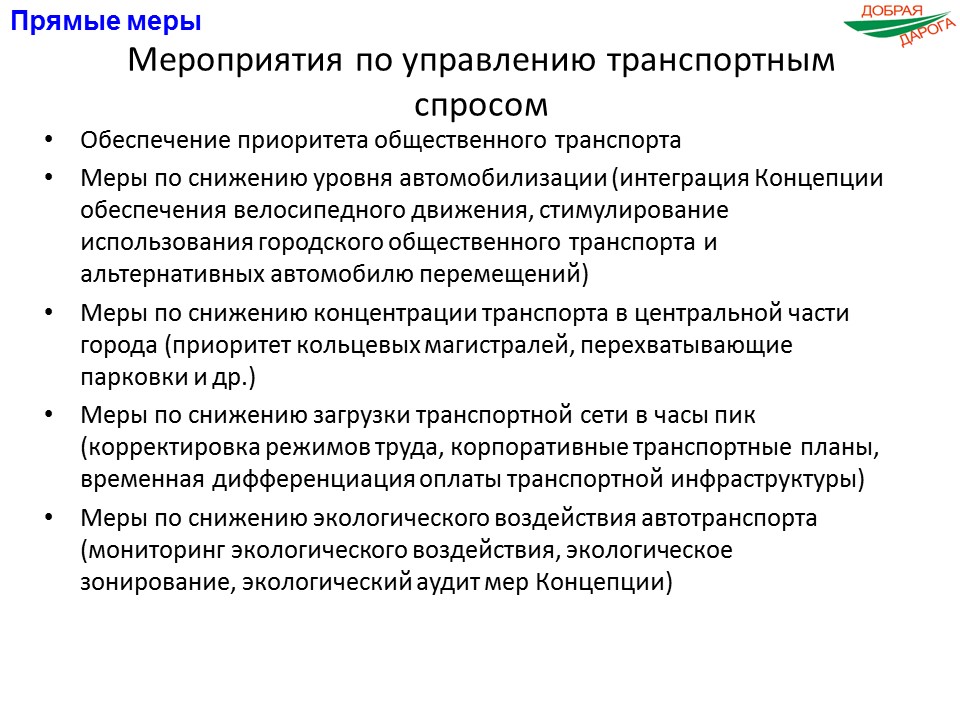 Прямые меры
ДОБРАЯ
ДАРОГА
Мероприятия по управлению транспортным
спросом
• Обеспечение приоритета общественного транспорта
• Меры по снижению уровня автомобилизации (интеграция Концепции
обеспечения велосипедного движения, стимулирование
использования городского общественного транспорта и
альтернативных автомобилю перемещений)
• Меры по снижению концентрации транспорта в центральной части
города (приоритет кольцевых магистралей, перехватывающие
парковки и др.)
• Меры по снижению загрузки транспортной сети в часы пик
(корректировка режимов труда, корпоративные транспортные планы,
временная дифференциация оплаты транспортной инфраструктуры)
• Меры по снижению экологического воздействия автотранспорта
(мониторинг экологического воздействия, экологическое
зонирование, экологический аудит мер Концепции)